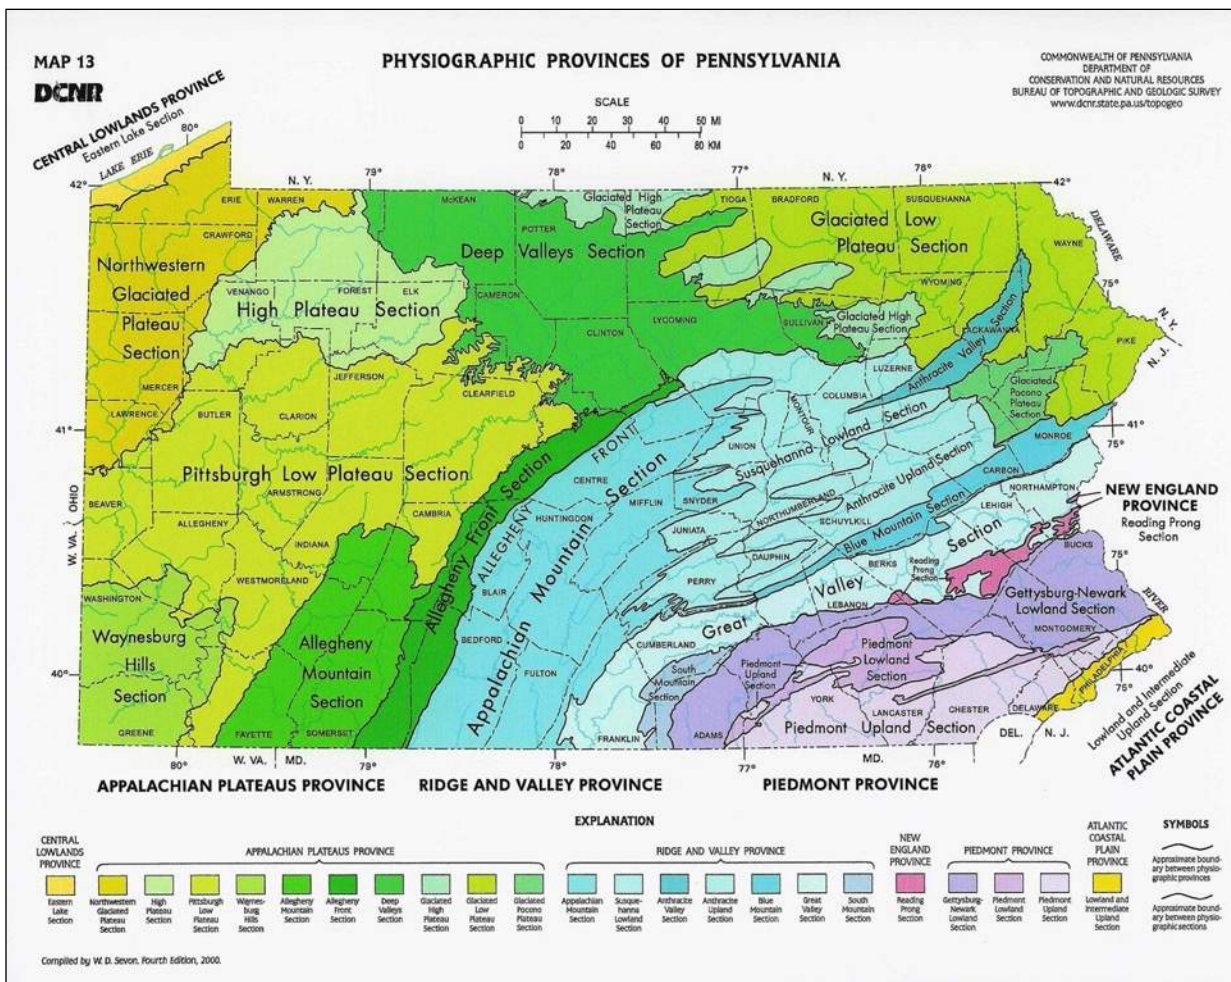 MAP 13
DCNR
PHYSIOGRAPHIC PROVINCES OF PENNSYLVANIA
COMMONWEALTH OF PENNSYLVANIA
DEPARTMENT OF
CONSERVATION AND NATURAL RESOURCES
BUREAU OF TOPOGRAPHIC AND GEOLOGIC SURVEY
www.dcnr.state.pa.us/topogeo
SCALE
0 10 20 30 40 50 MI
0 20 40 60 80 KM
CENTRAL LOWLANDS PROVINCE
Eastern Lake Section
LAKE ERIE
80°
42°
N. Y.
79°
78°
77°
N. Y.
76°
42°
ERIE
WARREN
McKEAN
POTTER
Glaciated High
Plateau
Section
TIOGA
BRADFORD
SUSQUEHANNA
Glaciated Low
Plateau Section
WAYNE
DELAWARE
CRAWFORD
Northwestern
Glaciated
Plateau
Section
Deep Valleys Section
VENANGO
FOREST
ELK
High Plateau Section
CAMERON
CLINTON
LYCOMING
SULLIVAN
Glaciated High
Plateau Section
WYOMING
LACKAWANNA
75°
N. Y.
N. J.
PIKE
MERCER
LAWRENCE
BUTLER
CLARION
JEFFERSON
CLEARFIELD
LUZERNE
Anthracite Valley Section
Glaciated
Pocono
Plateau
Section
COLUMBIA
MONTOUR
41°
41°
75°
MONROE
UNION
Susquehanna Lowland Section
CENTRE
CARBON
Pittsburgh Low Plateau Section
ARMSTRONG
ALLEGHENY FRONT
Allegheny Front Section
Appalachian Mountain Section
MIFFLIN
SNYDER
NORTHUMBERLAND
Anthracite Upland Section
NORTHAMPTON
LEHIGH
NEW ENGLAND
PROVINCE
Reading Prong
Section
BEAVER
ALLEGHENY
INDIANA
CAMBRIA
HUNTINGDON
JUNIATA
SCHUYLKILL
Blue Mountain Section
DAUPHIN
BERKS
Reading
Prong
Section
BUCKS
75°
W. VA.
OHIO
WASHINGTON
WESTMORELAND
BLAIR
PERRY
LEBANON
Great Valley Section
Gettysburg-Newark
Lowland Section
MONTGOMERY
RIVER
Waynesburg
Hills
Section
Allegheny
Mountain
Section
BEDFORD
FULTON
CUMBERLAND
South
Mountain
Section
Piedmont
Upland
Section
Piedmont
Lowland
Section
PHILADELPHIA
40°
40°
75°
Lowland and Intermediate
Upland Section
ATLANTIC COASTAL
PLAIN PROVINCE
GREENE
FAYETTE
SOMERSET
FRANKLIN
ADAMS
YORK
LANCASTER
CHESTER
DELAWARE
Piedmont Upland Section
DEL.
N. J.
80°
W. VA.
MD.
79°
78°
77°
MD.
76°
APPALACHIAN PLATEAUS PROVINCE
RIDGE AND VALLEY PROVINCE
PIEDMONT PROVINCE
EXPLANATION
CENTRAL
LOWLANDS
PROVINCE
APPALACHIAN PLATEAUS PROVINCE
RIDGE AND VALLEY PROVINCE
NEW
ENGLAND
PROVINCE
PIEDMONT PROVINCE
ATLANTIC
COASTAL
PLAIN
PROVINCE
SYMBOLS
Eastern
Lake
Section
Northwestern
Glaciated
Plateau
Section
High
Plateau
Section
Pittsburgh
Low
Plateau
Section
Waynes-
burg
Hills
Section
Allegheny
Mountain
Section
Allegheny
Front
Section
Deep
Valleys
Section
Glaciated
High
Plateau
Section
Glaciated
Low
Plateau
Section
Glaciated
Pocono
Plateau
Section
Appalachian
Mountain
Section
Susque-
hanna
Lowland
Section
Anthracite
Valley
Section
Anthracite
Upland
Section
Blue
Mountain
Section
Great
Valley
Section
South
Mountain
Section
Reading
Prong
Section
Gettysburg-
Newark
Lowland
Section
Piedmont
Lowland
Section
Piedmont
Upland
Section
Lowland and
Intermediate
Upland
Section
Approximate bound-
ary between physio-
graphic provinces
Approximate bound-
ary between physio-
graphic sections
Compiled by W. D. Sevon. Fourth Edition, 2000.